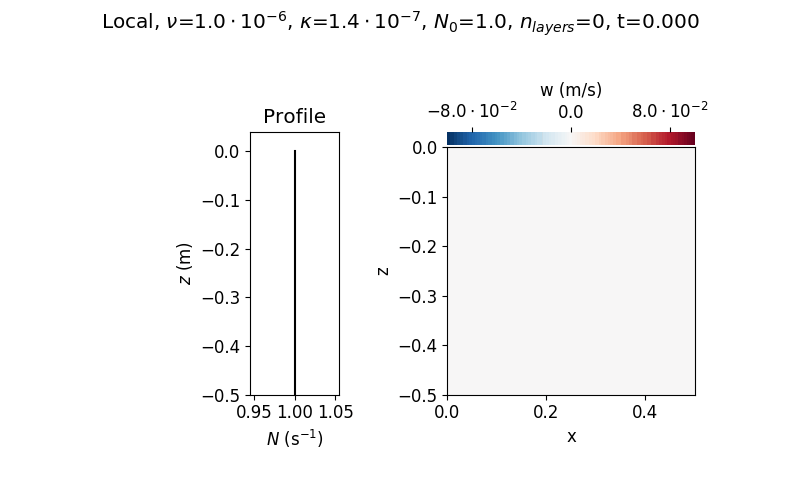 Local, ν=1.0·10⁻⁶, κ=1.4·10⁻⁷, N₀=1.0, n_layers=0, t=0.000
w (m/s)
−8.0·10⁻² 0.0 8.0·10⁻²
Profile
0.0
−0.1
−0.2
−0.3
−0.4
−0.5
z (m)
0.95 1.00 1.05
N (s⁻¹)
0.0
−0.1
−0.2
−0.3
−0.4
−0.5
z
0.0 0.2 0.4
x